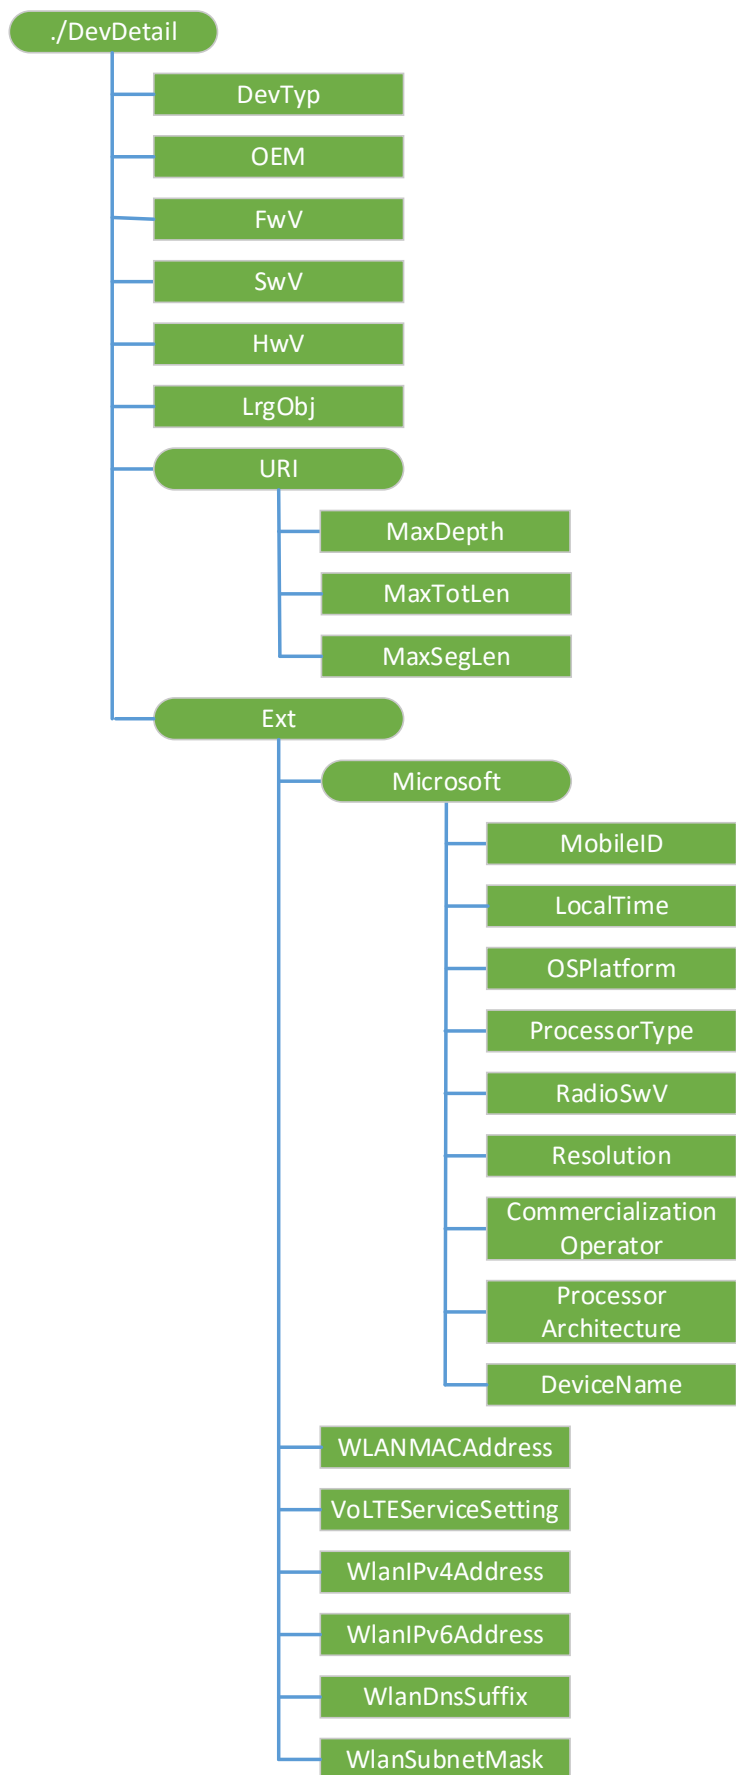 ./DevDetail
DevTyp
OEM
FwV
SwV
HwV
LrgObj
URI
MaxDepth
MaxTotLen
MaxSegLen
Ext
Microsoft
MobileID
LocalTime
OSPlatform
ProcessorType
RadioSwV
Resolution
Commercialization
Operator
Processor
Architecture
DeviceName
WLANMACAddress
VoLTEServiceSetting
WlanIPv4Address
WlanIPv6Address
WlanDnsSuffix
WlanSubnetMask